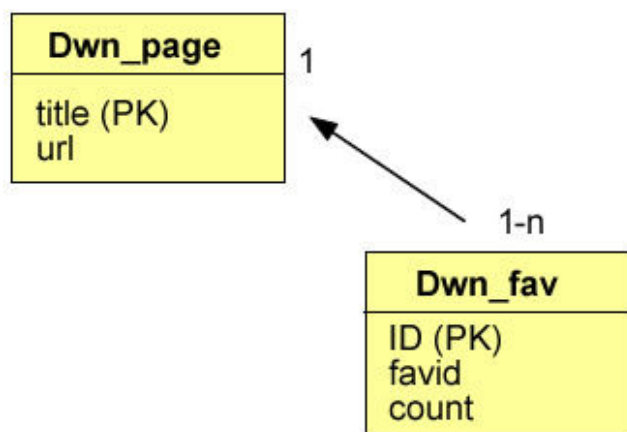 Dwn_page
1
title (PK)
url
1-n
Dwn_fav
ID (PK)
favid
count